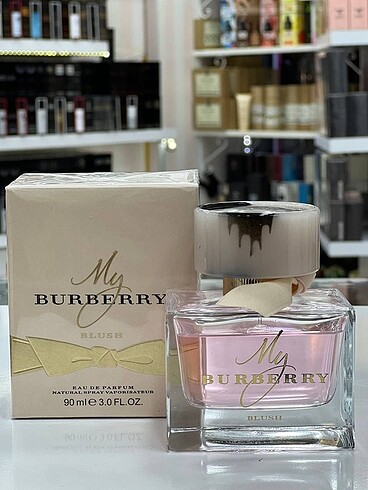 My
BURBERRY
BLUSH
EAU DE PARFUM
NATURAL SPRAY VAPORISATEUR
90 ml e 3.0 FL.OZ.
My
BURBERRY
BLUSH